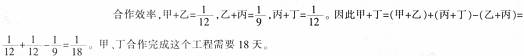 合作效率,甲+乙=1/12,乙+丙=1/9,丙+丁=1/12。因此甲+丁=(甲+乙)+(丙+丁)-(乙+丙)=
1/12+1/12-1/9=1/18。甲、丁合作完成这个工程需要 18 天。